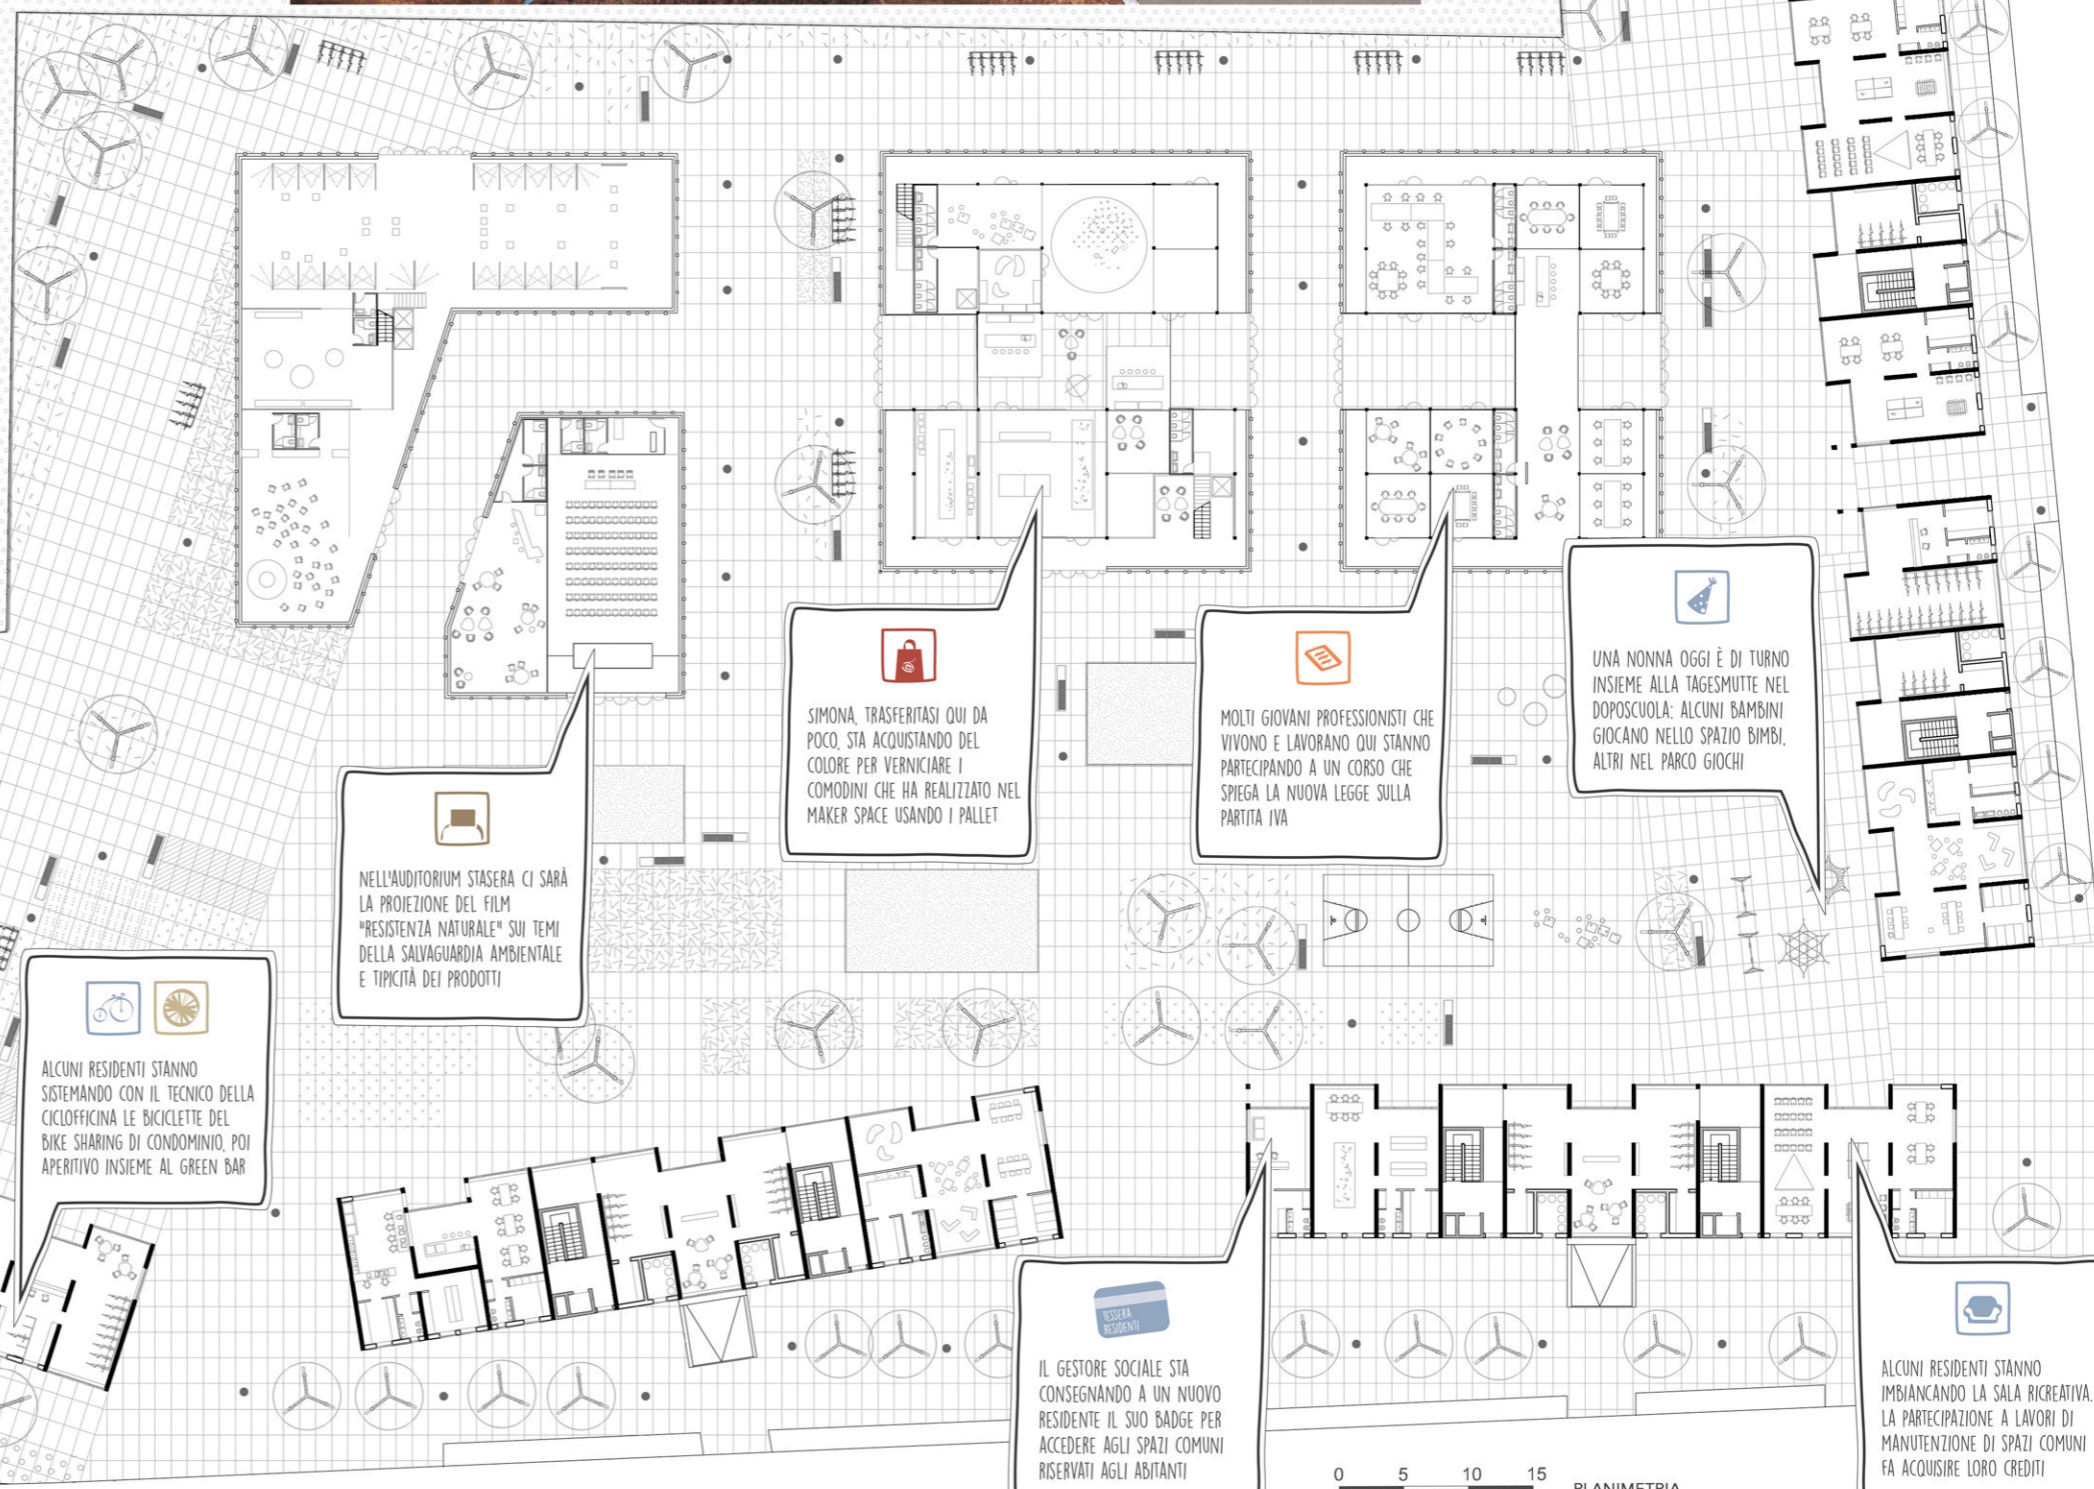 UNA NONNA OGGI È DI TURNO
INSIEME ALLA TAGESMUTTE NEL
DOPOSCUOLA: ALCUNI BAMBINI
GIOCANO NELLO SPAZIO BIMBI,
ALTRI NEL PARCO GIOCHI
SIMONA, TRASFERITASI QUI DA
POCO, STA ACQUISTANDO DEL
COLORE PER VERNICIARE I
COMODINI CHE HA REALIZZATO NEL
MAKER SPACE USANDO I PALLET
MOLTI GIOVANI PROFESSIONISTI CHE
VIVONO E LAVORANO QUI STANNO
PARTECIPANDO A UN CORSO CHE
SPIEGA LA NUOVA LEGGE SULLA
PARTITA IVA
NELL'AUDITORIUM STASERA CI SARÀ
LA PROIEZIONE DEL FILM
"RESISTENZA NATURALE" SUI TEMI
DELLA SALVAGUARDIA AMBIENTALE
E TIPICITÀ DEI PRODOTTI
ALCUNI RESIDENTI STANNO
SISTEMANDO CON IL TECNICO DELLA
CICLOFFICINA LE BICICLETTE DEL
BIKE SHARING DI CONDOMINIO, POI
APERITIVO INSIEME AL GREEN BAR
TESSERA
RESIDENTI
IL GESTORE SOCIALE STA
CONSEGNANDO A UN NUOVO
RESIDENTE IL SUO BADGE PER
ACCEDERE AGLI SPAZI COMUNI
RISERVATI AGLI ABITANTI
ALCUNI RESIDENTI STANNO
IMBIANCANDO LA SALA RICREATIVA.
LA PARTECIPAZIONE A LAVORI DI
MANUTENZIONE DI SPAZI COMUNI
FA ACQUISIRE LORO CREDITI
0 5 10 15
PLANIMETRIA